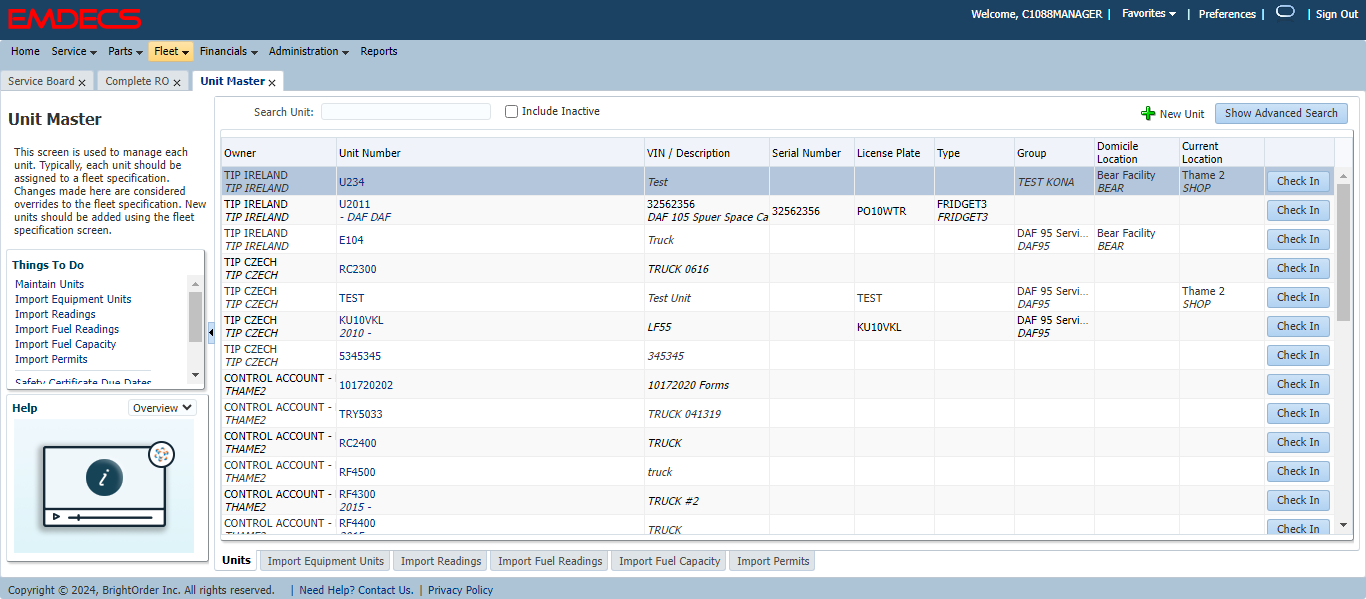 EMDECS
Welcome, C1088MANAGER | Favorites | Preferences | | Sign Out
Home Service Parts Fleet Financials Administration Reports
Service Board x Complete RO x Unit Master x
Unit Master
This screen is used to manage each
unit. Typically, each unit should be
assigned to a fleet specification.
Changes made here are considered
overrides to the fleet specification. New
units should be added using the fleet
specification screen.
Things To Do
Maintain Units
Import Equipment Units
Import Readings
Import Fuel Readings
Import Fuel Capacity
Import Permits
Safety Certificate Due Dates
Help Overview
Search Unit: Include Inactive New Unit Show Advanced Search
Owner Unit Number VIN / Description Serial Number License Plate Type Group Domicile Location Current Location
TIP IRELAND U234 Test TEST KONA Bear Facility Thame 2 Check In
TIP IRELAND BEAR SHOP
TIP IRELAND U2011 32562356 32562356 PO10WTR FRIDGET3 Check In
TIP IRELAND - DAF DAF DAF 105 Spuer Space Ca FRIDGET3
TIP IRELAND E104 Truck DAF 95 Servi... Bear Facility Check In
TIP IRELAND DAF95 BEAR
TIP CZECH RC2300 TRUCK 0616 Check In
TIP CZECH
TIP CZECH TEST Test Unit TEST DAF 95 Servi... Thame 2 Check In
TIP CZECH DAF95 SHOP
TIP CZECH KU10VKL LF55 KU10VKL DAF 95 Servi... Check In
TIP CZECH 2010 - DAF95
TIP CZECH 5345345 345345 Check In
TIP CZECH
CONTROL ACCOUNT - 101720202 10172020 Forms Check In
THAME2
CONTROL ACCOUNT - TRY5033 TRUCK 041319 Check In
THAME2
CONTROL ACCOUNT - RC2400 TRUCK Check In
THAME2
CONTROL ACCOUNT - RF4500 truck Check In
THAME2
CONTROL ACCOUNT - RF4300 TRUCK #2 Check In
THAME2 2015 -
CONTROL ACCOUNT - RF4400 TRUCK Check In
THAME2 2015 -
Units Import Equipment Units Import Readings Import Fuel Readings Import Fuel Capacity Import Permits
Copyright © 2024, BrightOrder Inc. All rights reserved. | Need Help? Contact Us. | Privacy Policy